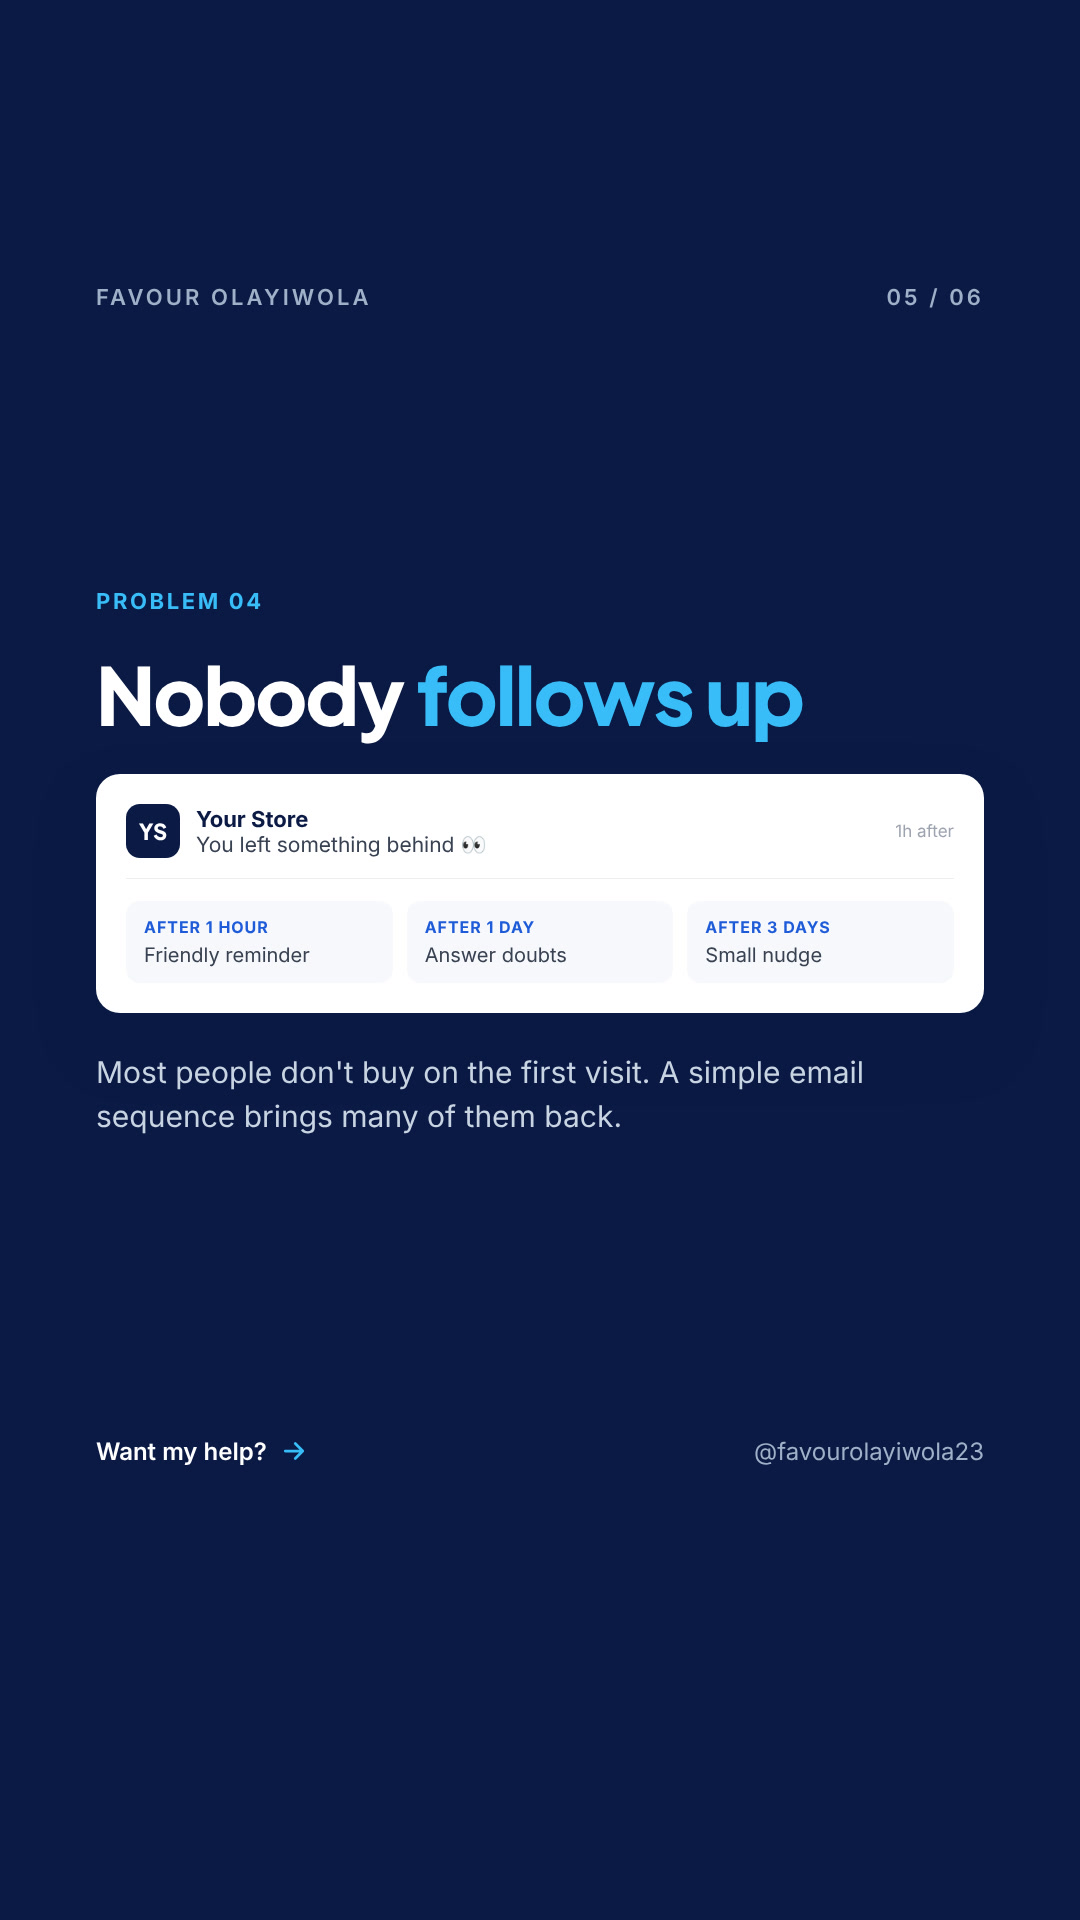 FAVOUR OLAYIWOLA
05 / 06
PROBLEM 04
Nobody follows up
YS
Your Store
You left something behind 👀
1h after
AFTER 1 HOUR
Friendly reminder
AFTER 1 DAY
Answer doubts
AFTER 3 DAYS
Small nudge
Most people don't buy on the first visit. A simple email
sequence brings many of them back.
Want my help? →
@favourolayiwola23